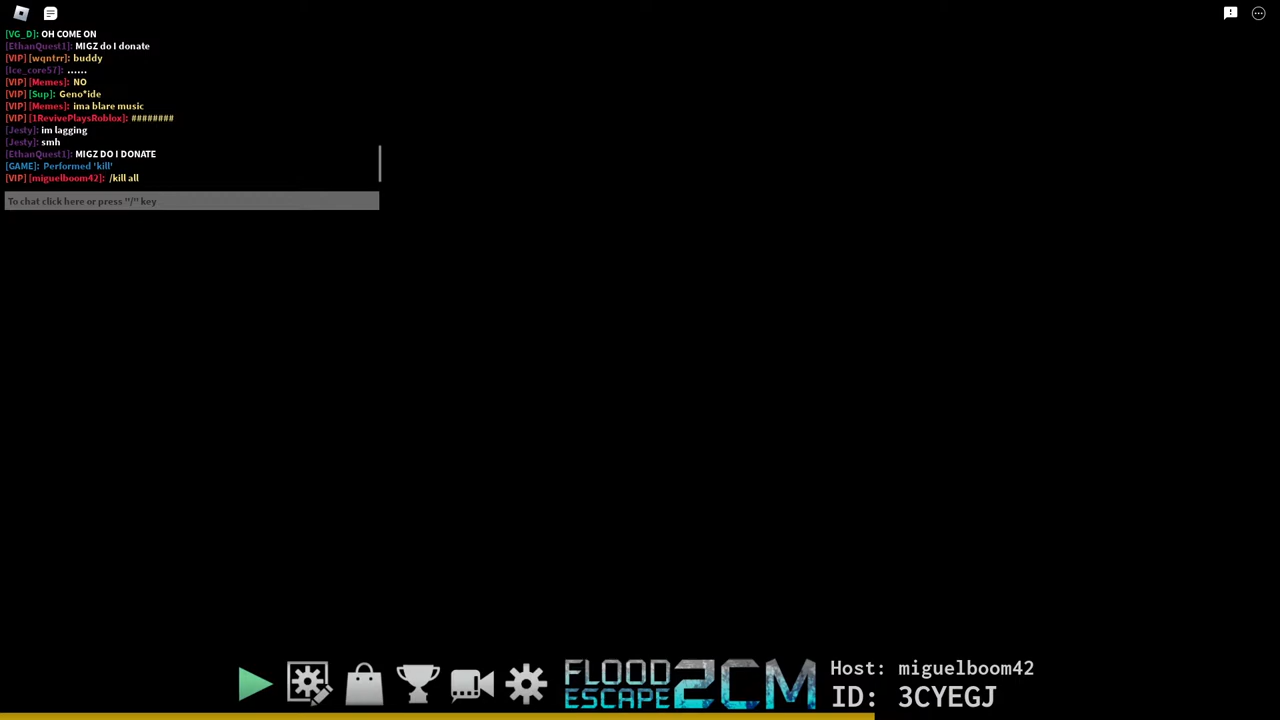 [VG_D]: OH COME ON
[EthanQuest1]: MIGZ do I donate
[VIP] [wqntrr]: buddy
[Ice_core57]: ......
[VIP] [Memes]: NO
[VIP] [Sup]: Geno*ide
[VIP] [Memes]: ima blare music
[VIP] [1RevivePlaysRoblox]: ########
[Jesty]: im lagging
[Jesty]: smh
[EthanQuest1]: MIGZ DO I DONATE
[GAME]: Performed 'kill'
[VIP] [miguelboom42]: /kill all
To chat click here or press "/" key
FLOOD
ESCAPE 2CM
Host: miguelboom42
ID: 3CYEGJ